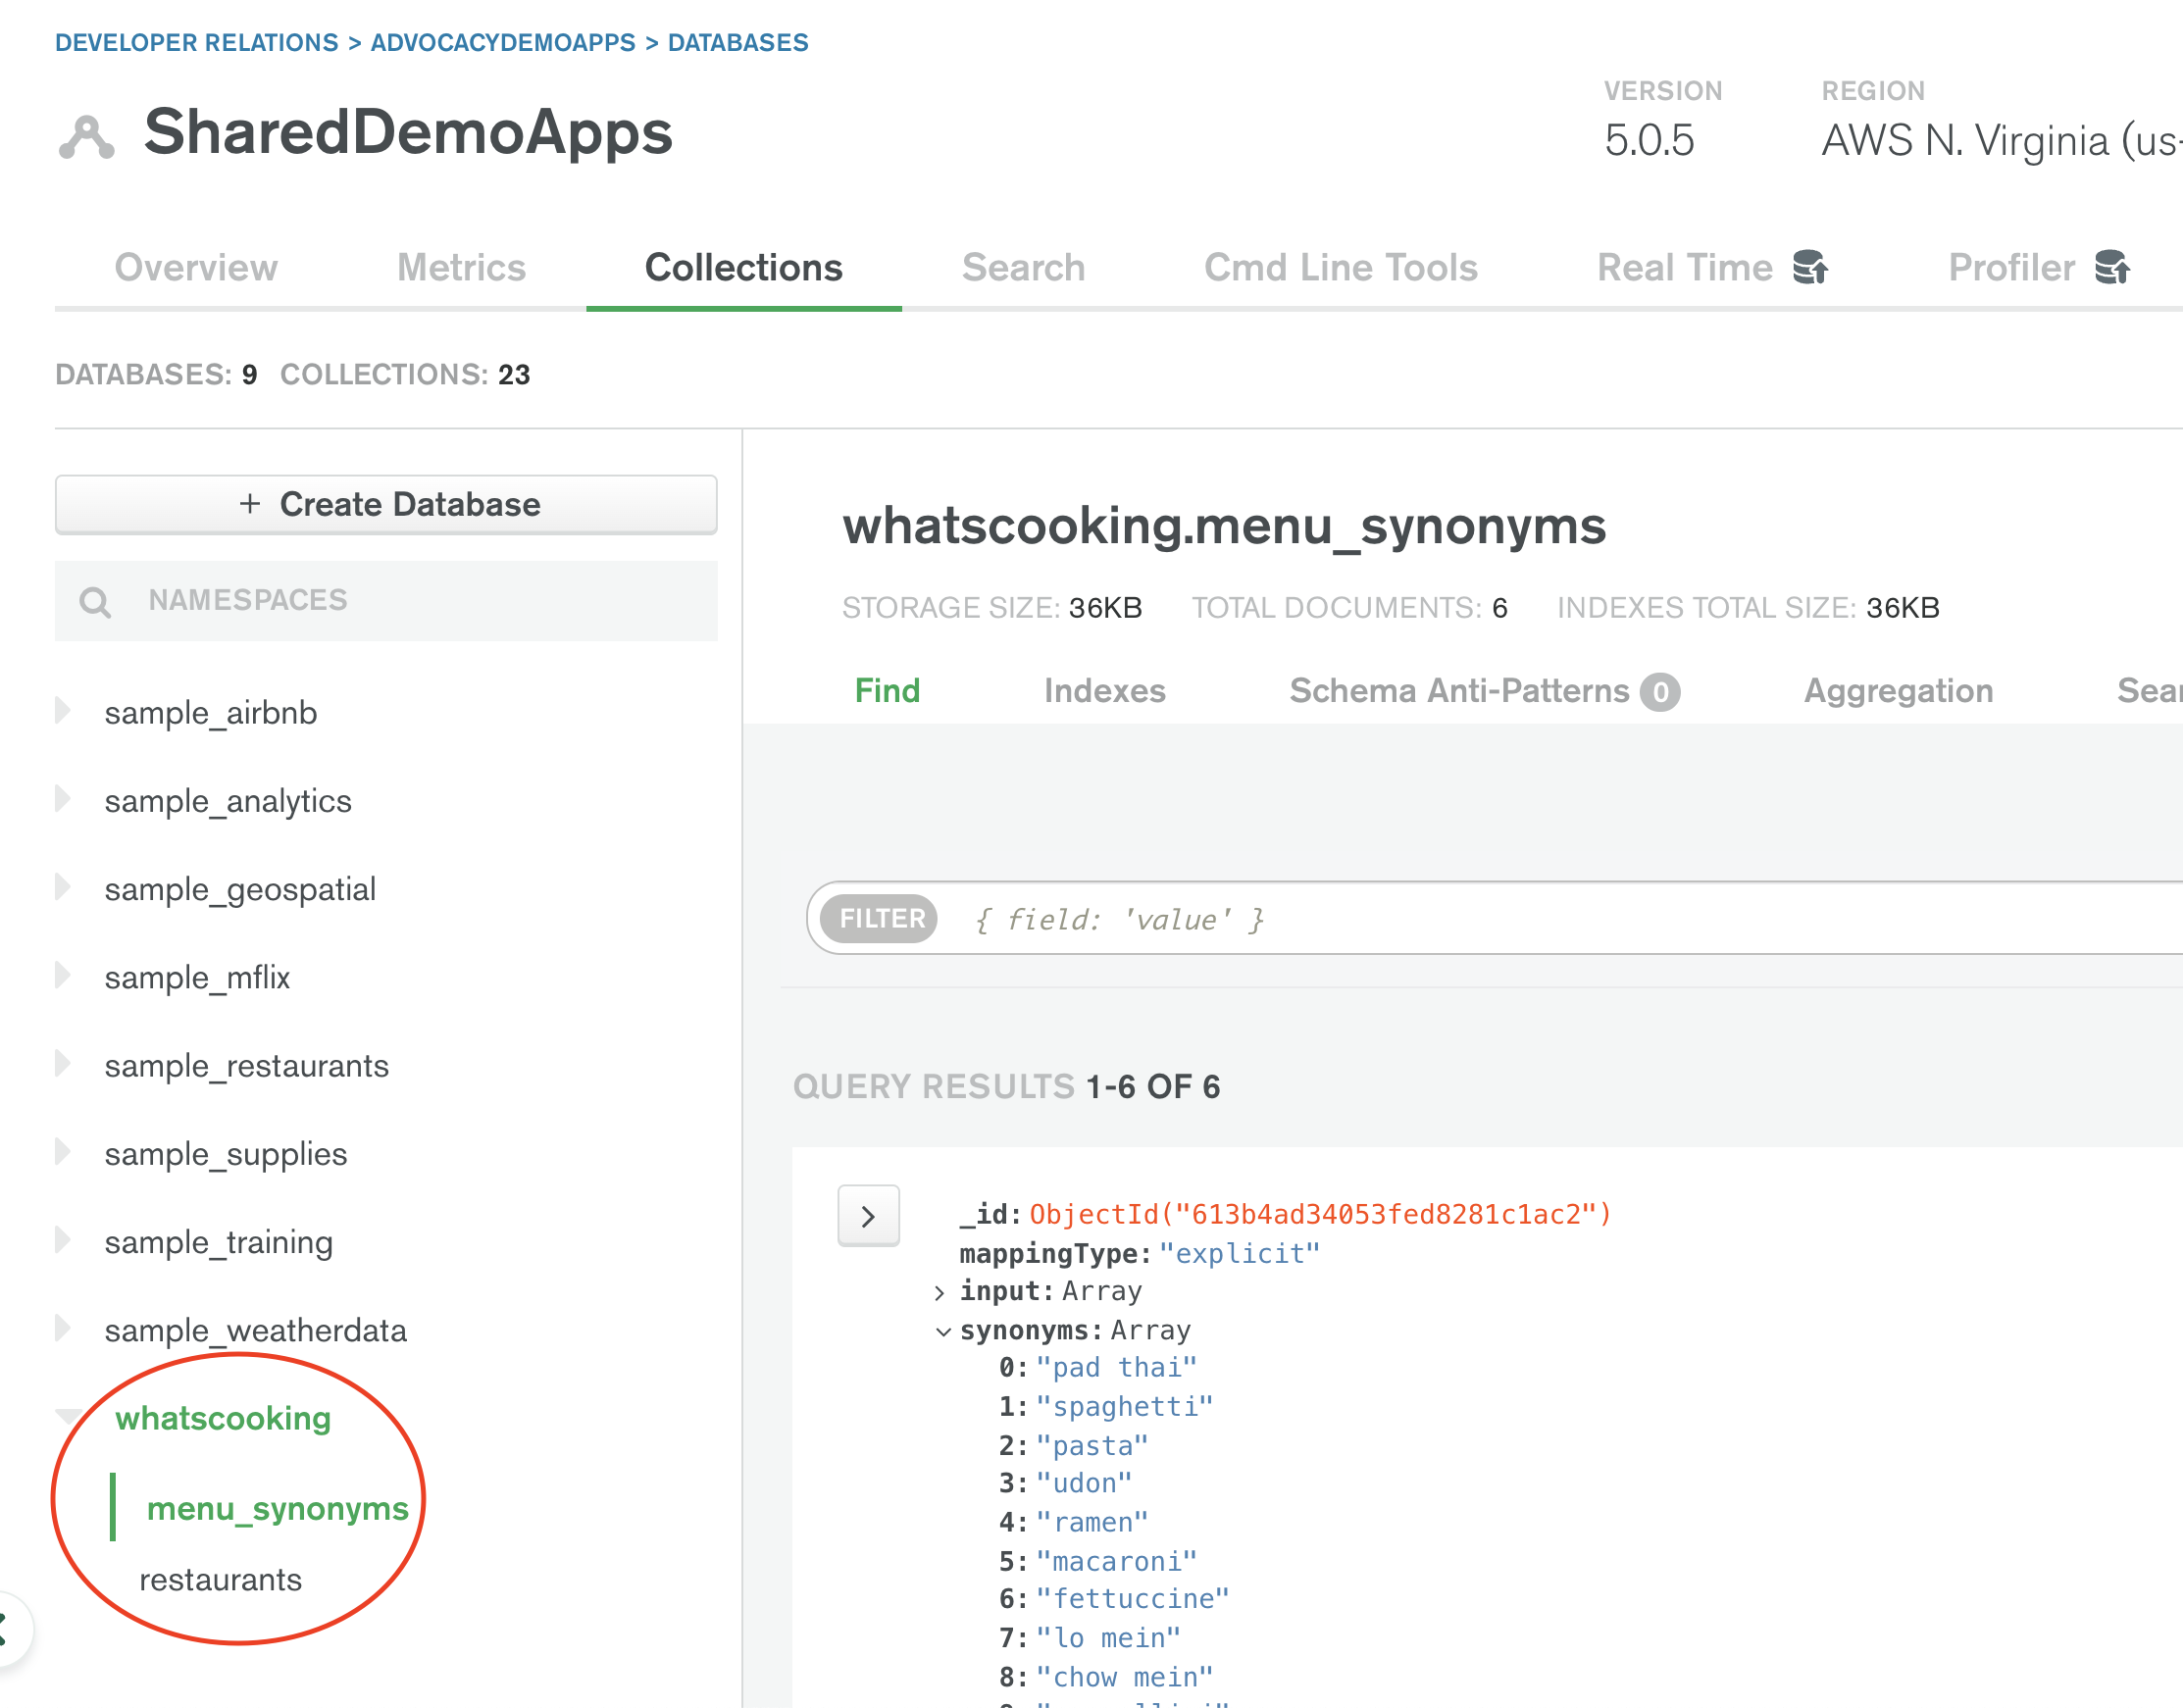 DEVELOPER RELATIONS > ADVOCACYDEMOAPPS > DATABASES
SharedDemoApps
VERSION
5.0.5
REGION
AWS N. Virginia (us-
Overview Metrics Collections Search Cmd Line Tools Real Time Profiler
DATABASES: 9 COLLECTIONS: 23
+ Create Database
NAMESPACES
sample_airbnb
sample_analytics
sample_geospatial
sample_mflix
sample_restaurants
sample_supplies
sample_training
sample_weatherdata
whatscooking
menu_synonyms
restaurants
whatscooking.menu_synonyms
STORAGE SIZE: 36KB TOTAL DOCUMENTS: 6 INDEXES TOTAL SIZE: 36KB
Find Indexes Schema Anti-Patterns 0 Aggregation Sear
FILTER { field: 'value' }
QUERY RESULTS 1-6 OF 6
_id: ObjectId("613b4ad34053fed8281c1ac2")
mappingType: "explicit"
input: Array
synonyms: Array
0: "pad thai"
1: "spaghetti"
2: "pasta"
3: "udon"
4: "ramen"
5: "macaroni"
6: "fettuccine"
7: "lo mein"
8: "chow mein"